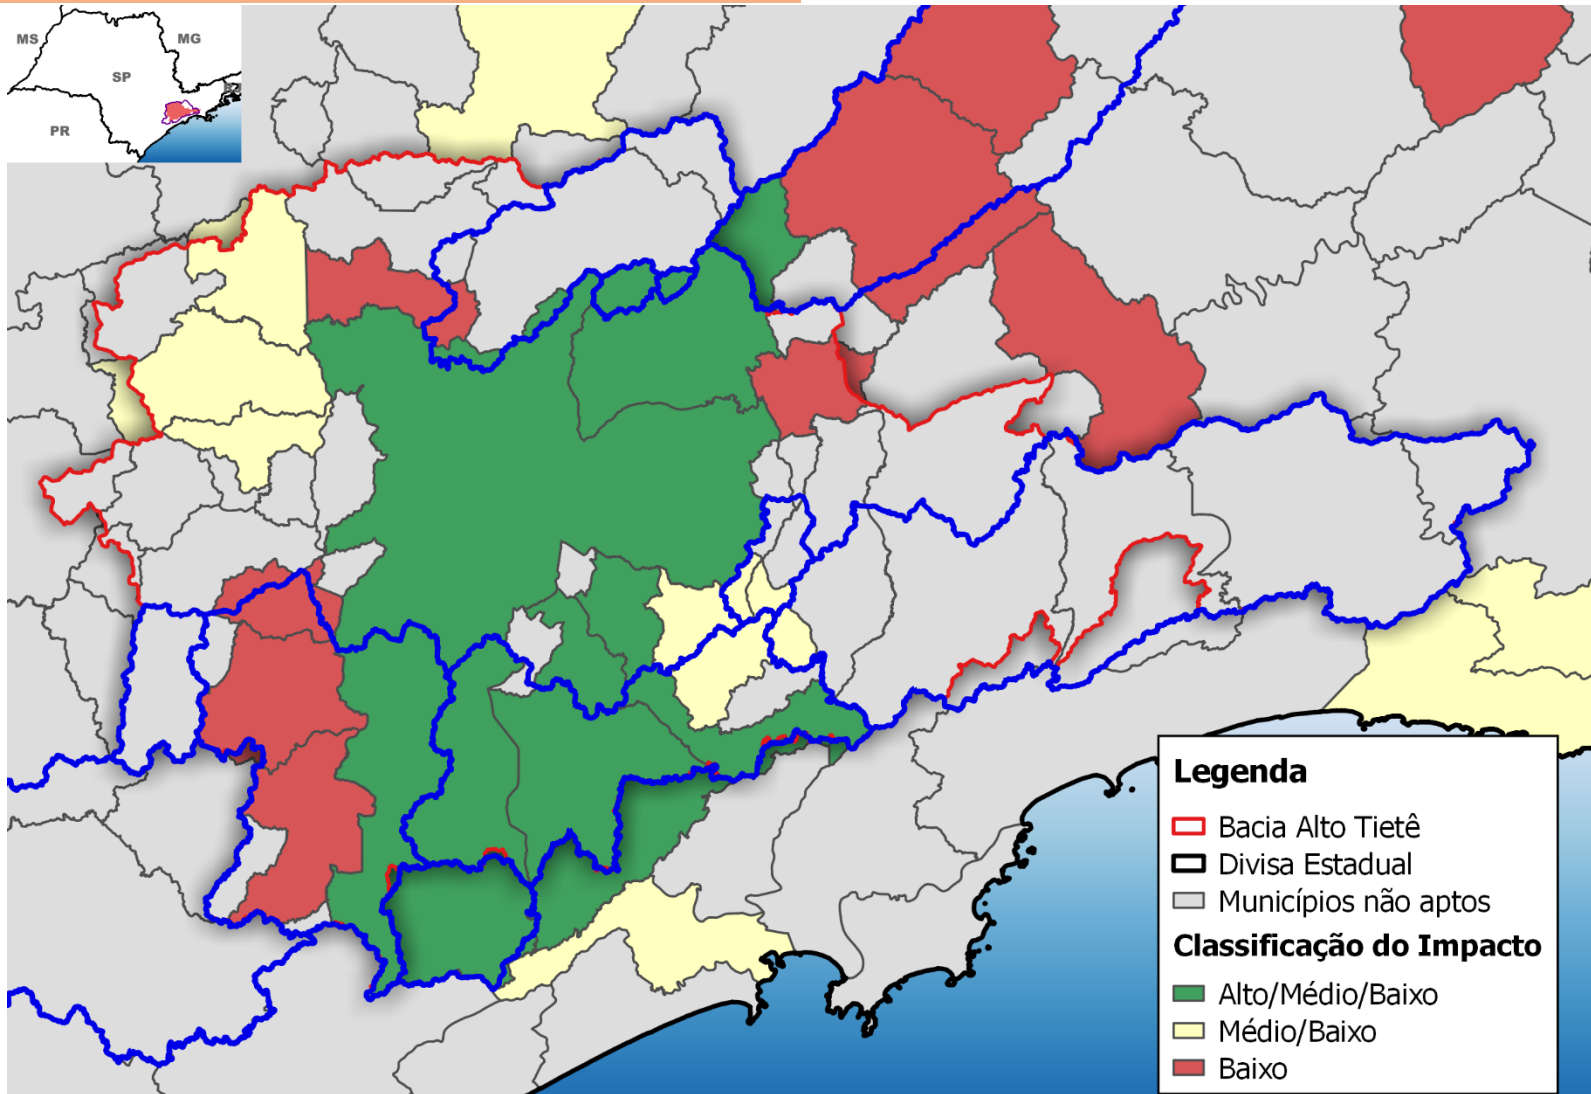 MS
MG
SP
PR
Legenda
Bacia Alto Tietê
Divisa Estadual
Municípios não aptos
Classificação do Impacto
Alto/Médio/Baixo
Médio/Baixo
Baixo